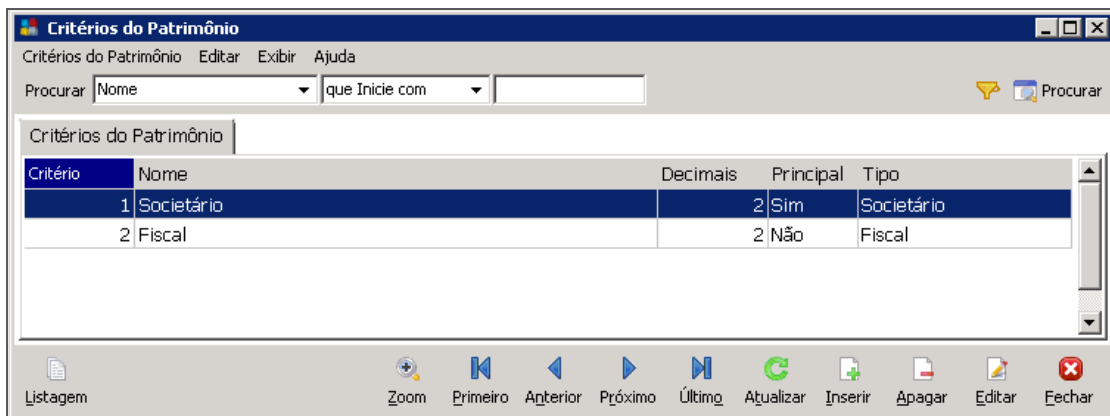 Critérios do Patrimônio
Critérios do Patrimônio Editar Exibir Ajuda
Procurar Nome que Inicie com Procurar
Critérios do Patrimônio
Critério Nome Decimais Principal Tipo
1 Societário 2 Sim Societário
2 Fiscal 2 Não Fiscal
Listagem Zoom Primeiro Anterior Próximo Último Atualizar Inserir Apagar Editar Fechar